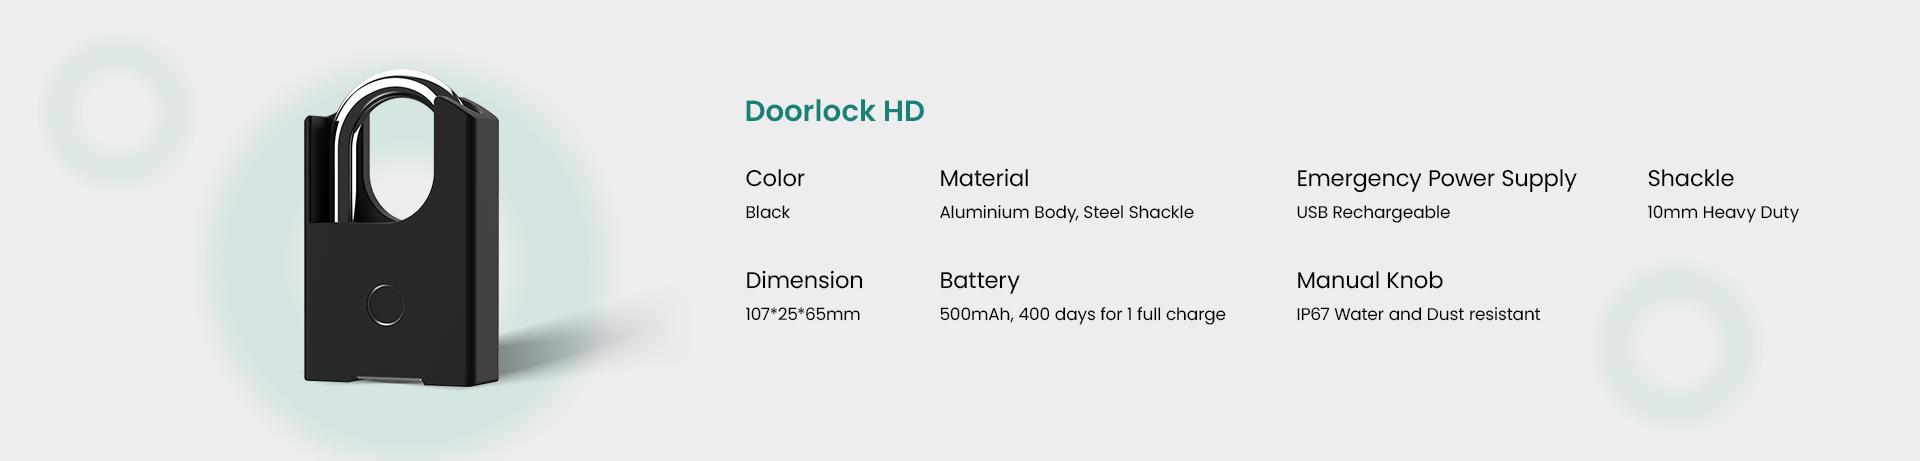 Doorlock HD
Color
Black
Material
Aluminium Body, Steel Shackle
Emergency Power Supply
USB Rechargeable
Shackle
10mm Heavy Duty
Dimension
107*25*65mm
Battery
500mAh, 400 days for 1 full charge
Manual Knob
IP67 Water and Dust resistant